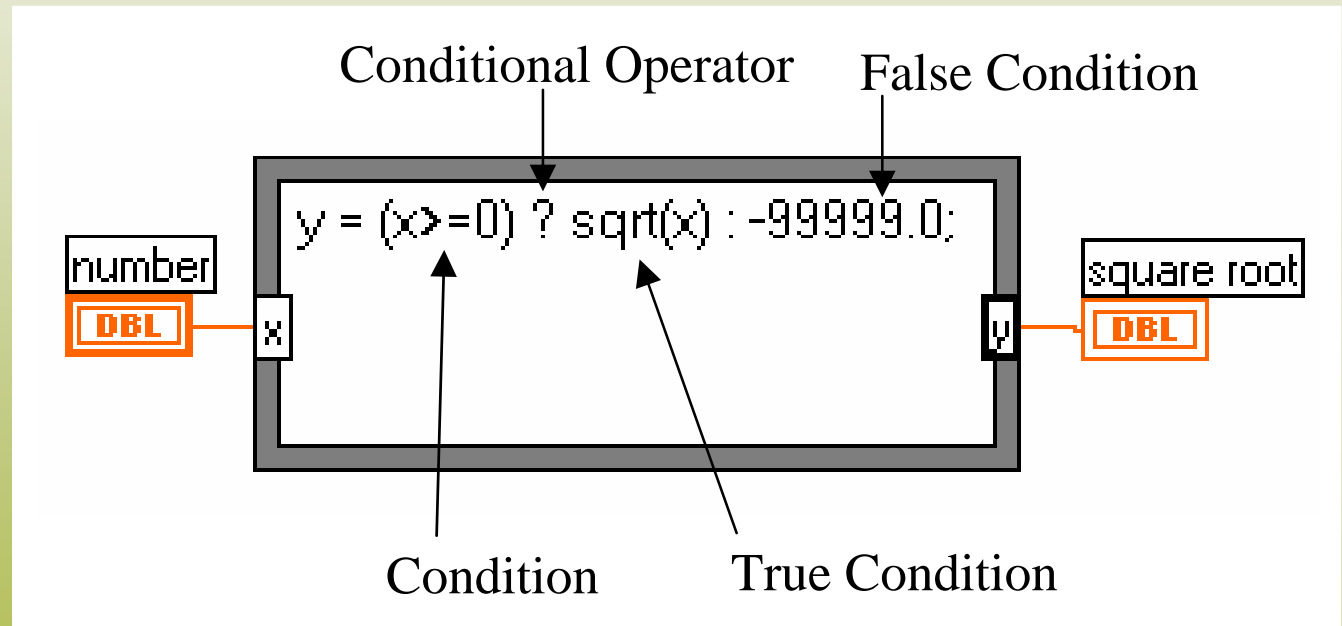 Conditional Operator
False Condition
y = (x>=0) ? sqrt(x) : -99999.0;
number
DBL
x
y
square root
DBL
Condition
True Condition